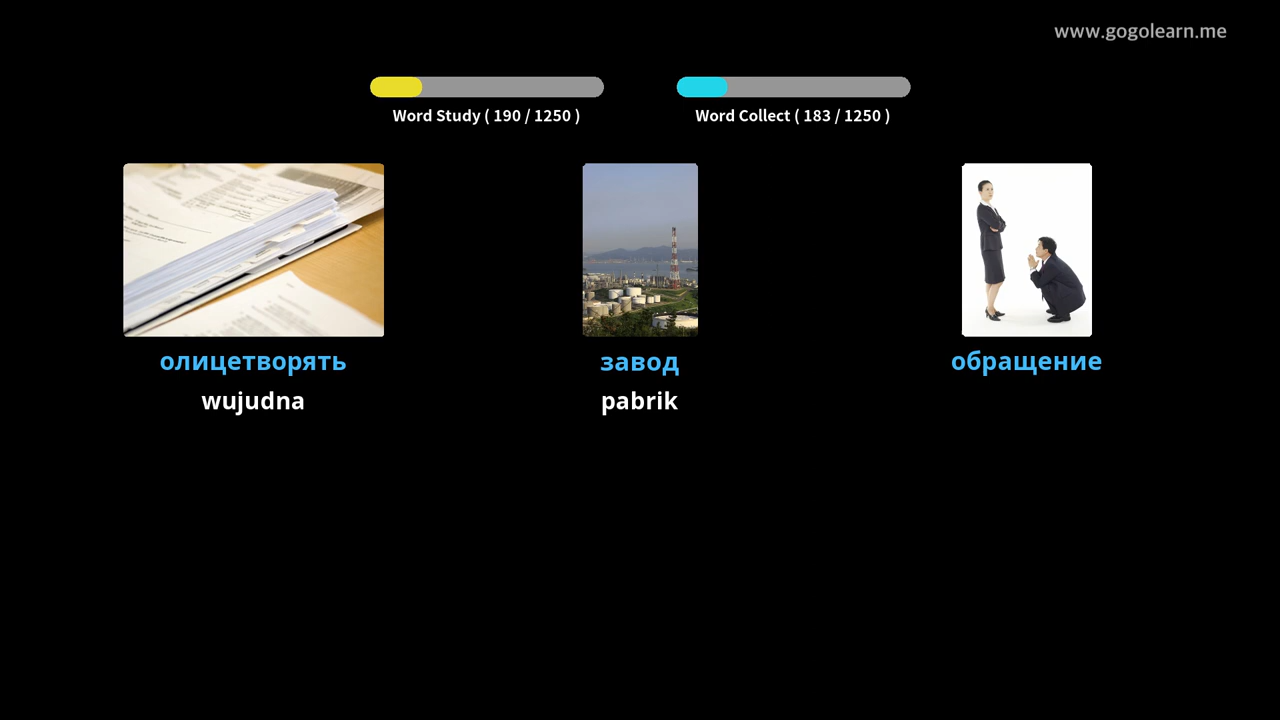 www.gogolearn.me
Word Study ( 190 / 1250 )
Word Collect ( 183 / 1250 )
олицетворять
завод
обращение
wujudna
pabrik